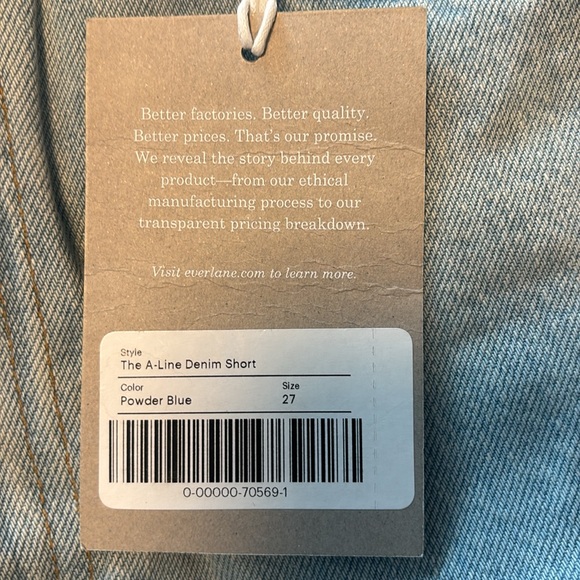 Better factories. Better quality.
Better prices. That's our promise.
We reveal the story behind every
product—from our ethical
manufacturing process to our
transparent pricing breakdown.
Visit everlane.com to learn more.
Style
The A-Line Denim Short
Color Size
Powder Blue 27
0-00000-70569-1